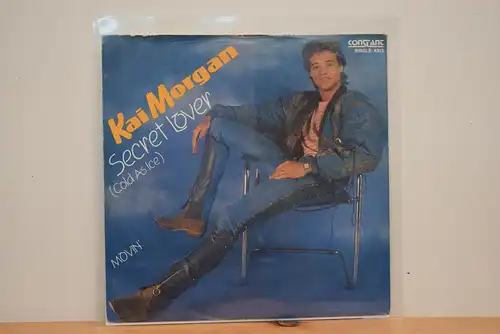 Kai Morgan
Secret Lover
(Cold As Ice)
MOVIN'
CONSTANT